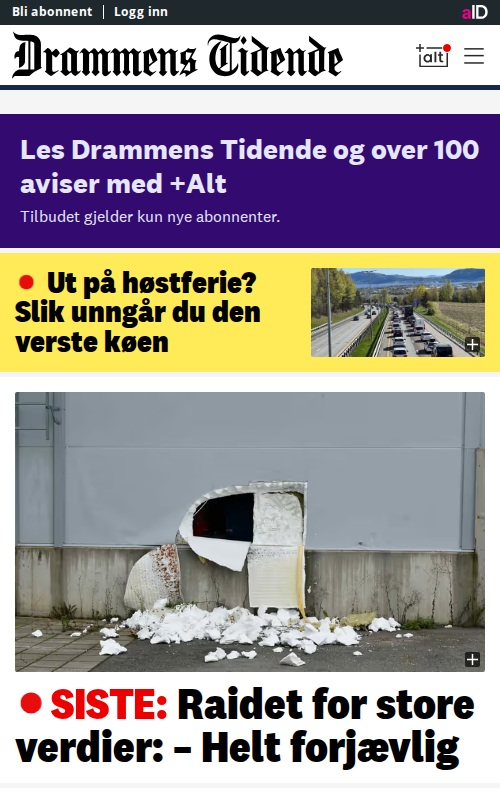 Bli abonnent | Logg inn
aID
Drammens Tidende
+alt
Les Drammens Tidende og over 100
aviser med +Alt
Tilbudet gjelder kun nye abonnenter.
Ut på høstferie?
Slik unngår du den
verste køen
SISTE: Raidet for store
verdier: – Helt forjævlig